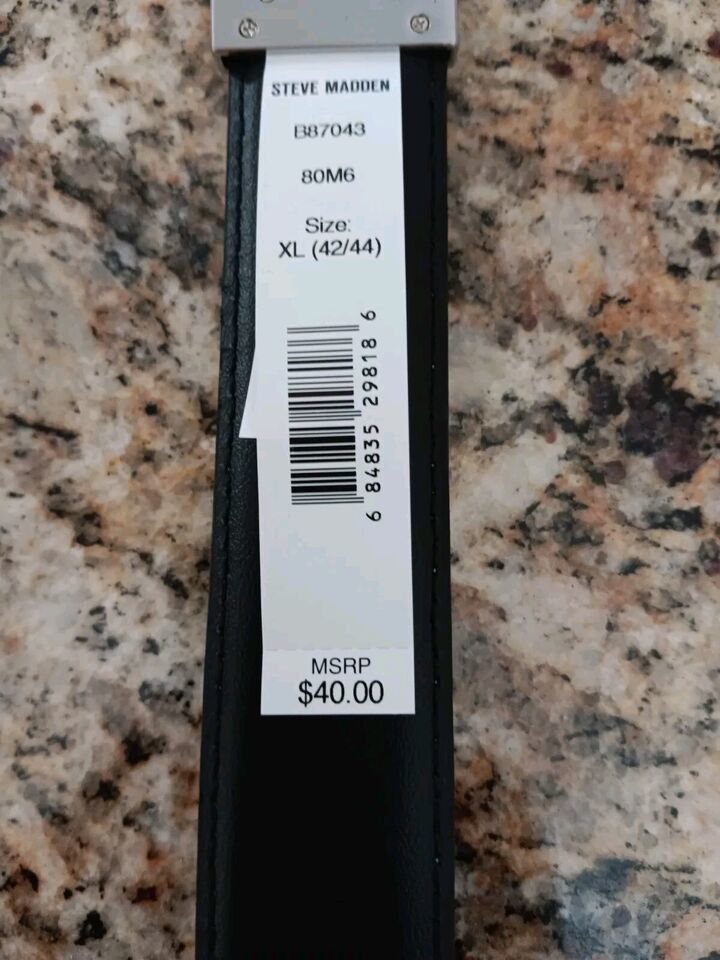 STEVE MADDEN
B87043
80M6
Size:
XL (42/44)
6 84835 29818 6
MSRP
$40.00